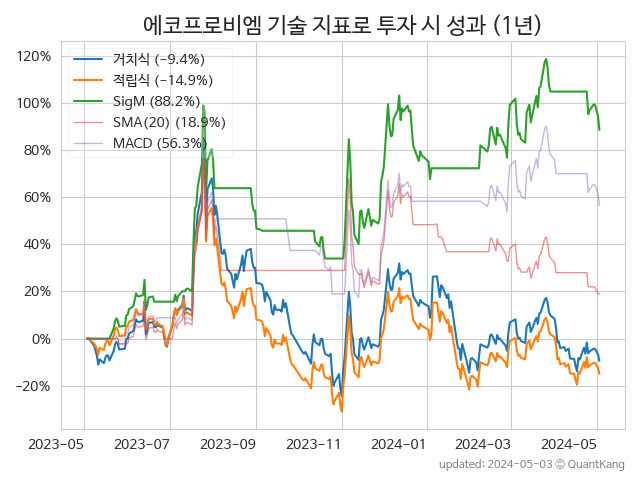 에코프로비엠 기술 지표로 투자 시 성과 (1년)
120%
100%
80%
60%
40%
20%
0%
−20%
거치식 (−9.4%)
적립식 (−14.9%)
SigM (88.2%)
SMA(20) (18.9%)
MACD (56.3%)
2023-05
2023-07
2023-09
2023-11
2024-01
2024-03
2024-05
updated: 2024-05-03 © QuantKang